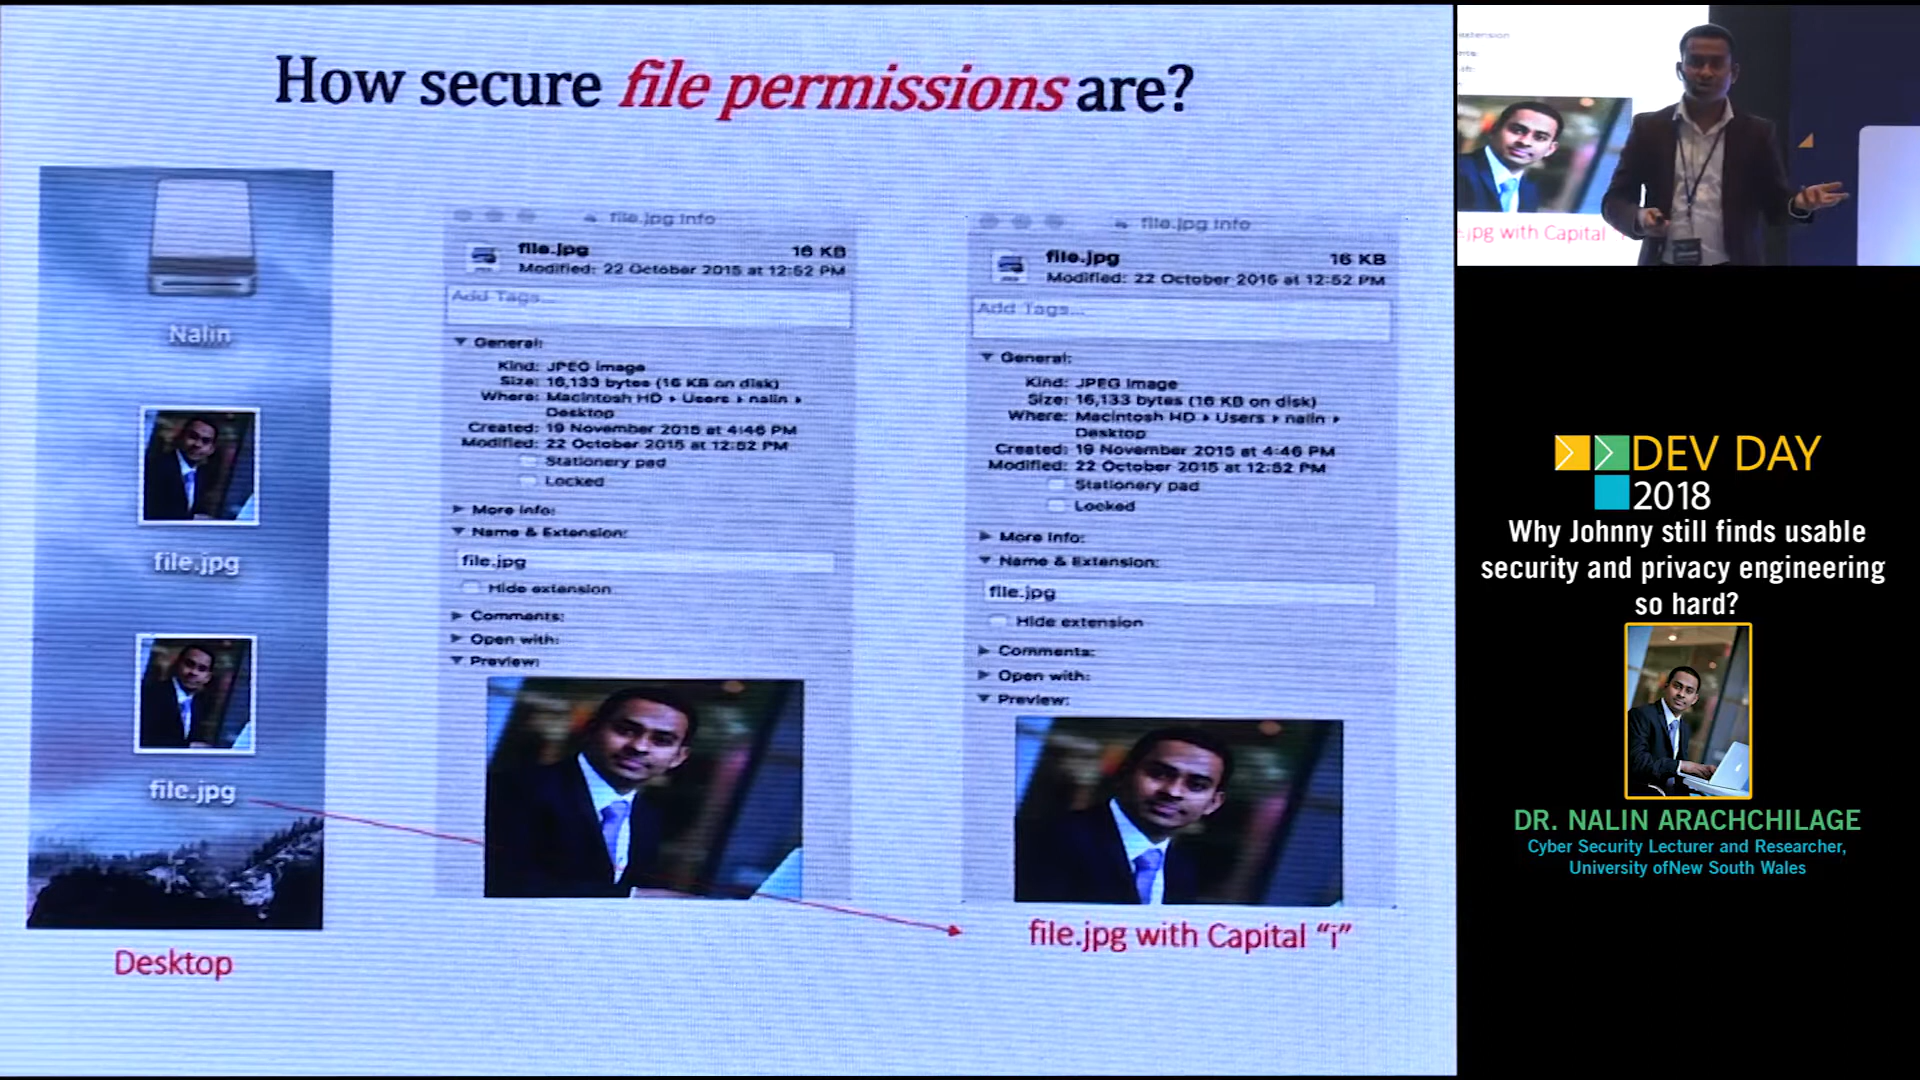 How secure file permissions are?
Nalin
file.jpg
file.jpg
Desktop
file.jpg Info
file.jpg 16 KB
Modified: 22 October 2015 at 12:52 PM
Add Tags...
General:
Kind: JPEG image
Size: 16,133 bytes (16 KB on disk)
Where: Macintosh HD ▸ Users ▸ nalin ▸
Desktop
Created: 19 November 2015 at 4:46 PM
Modified: 22 October 2015 at 12:52 PM
Stationery pad
Locked
More Info:
Name & Extension:
file.jpg
Hide extension
Comments:
Open with:
Preview:
file.jpg Info
file.jpg 16 KB
Modified: 22 October 2015 at 12:52 PM
Add Tags...
General:
Kind: JPEG image
Size: 16,133 bytes (16 KB on disk)
Where: Macintosh HD ▸ Users ▸ nalin ▸
Desktop
Created: 19 November 2015 at 4:46 PM
Modified: 22 October 2015 at 12:52 PM
Stationery pad
Locked
More Info:
Name & Extension:
file.jpg
Hide extension
Comments:
Open with:
Preview:
file.jpg with Capital “i”
.jpg with Capital “
DEV DAY
2018
Why Johnny still finds usable
security and privacy engineering
so hard?
DR. NALIN ARACHCHILAGE
Cyber Security Lecturer and Researcher,
University ofNew South Wales